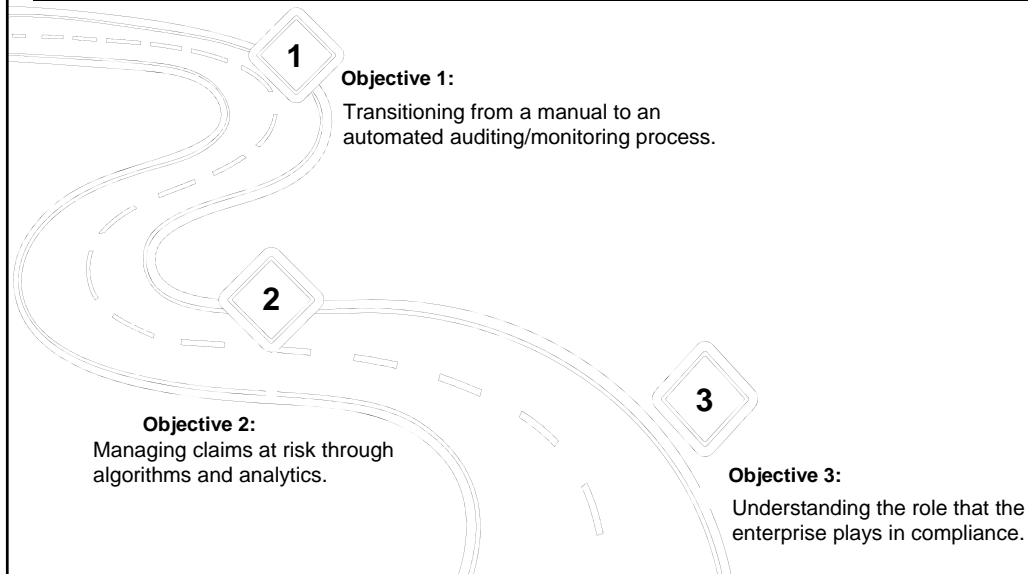 1
Objective 1:
Transitioning from a manual to an
automated auditing/monitoring process.
2
Objective 2:
Managing claims at risk through
algorithms and analytics.
3
Objective 3:
Understanding the role that the
enterprise plays in compliance.